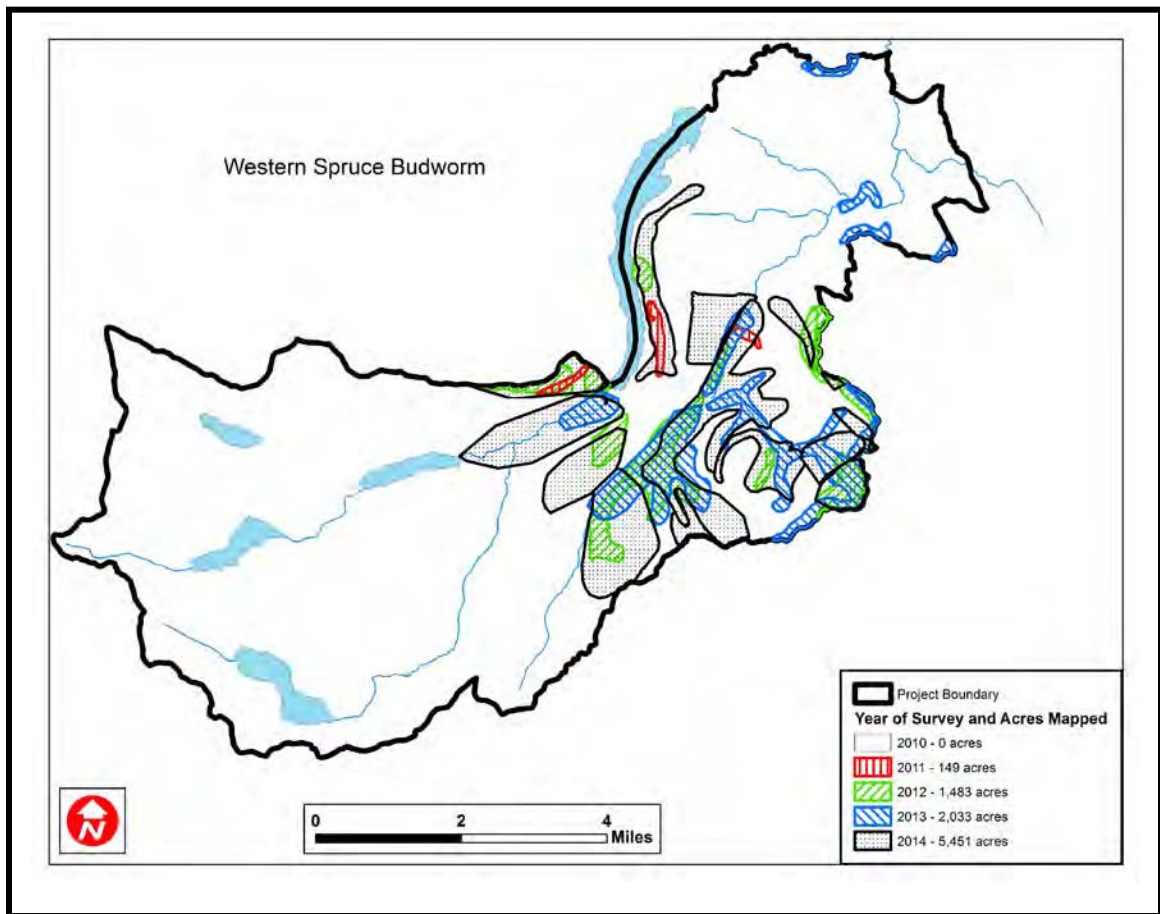 Western Spruce Budworm
Project Boundary
Year of Survey and Acres Mapped
2010 - 0 acres
2011 - 149 acres
2012 - 1,483 acres
2013 - 2,033 acres
2014 - 5,451 acres
N
0 2 4
Miles